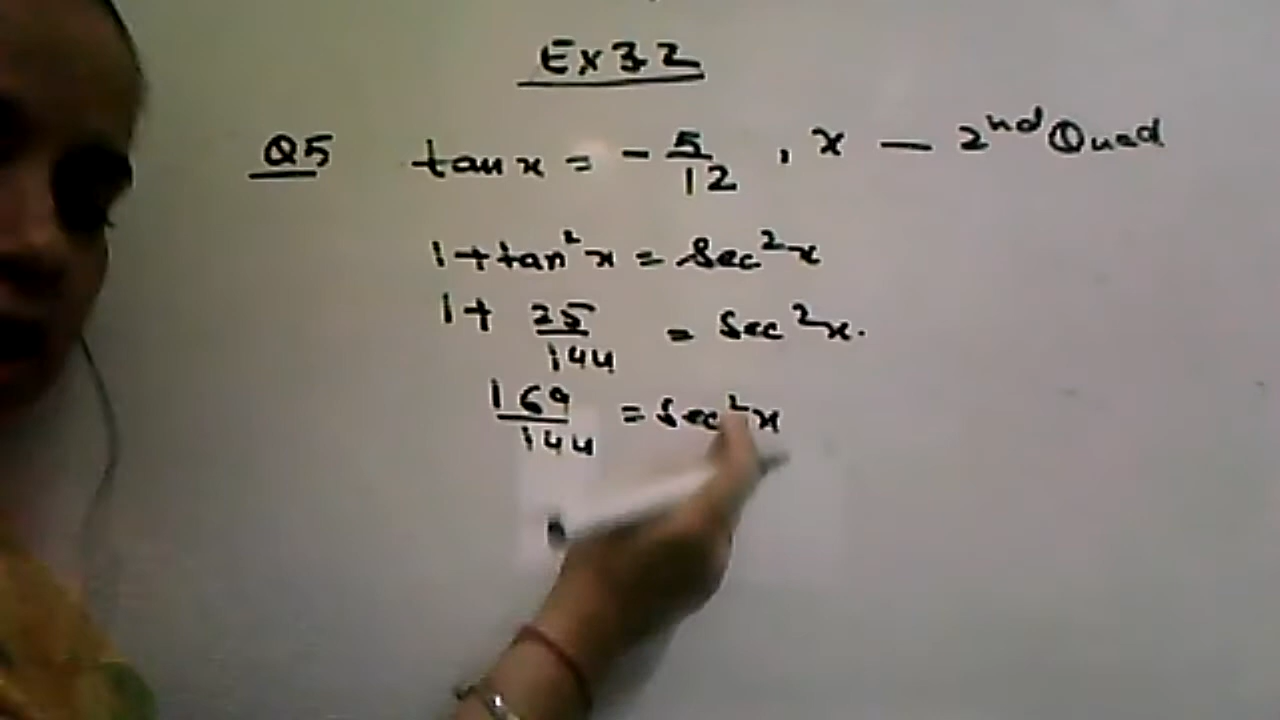 Ex 3.2
Q5 tan x = - 5/12 , x — 2nd Quad
1 + tan²x = Sec²x
1 + 25/144 = Sec²x.
169/144 = Sec²x